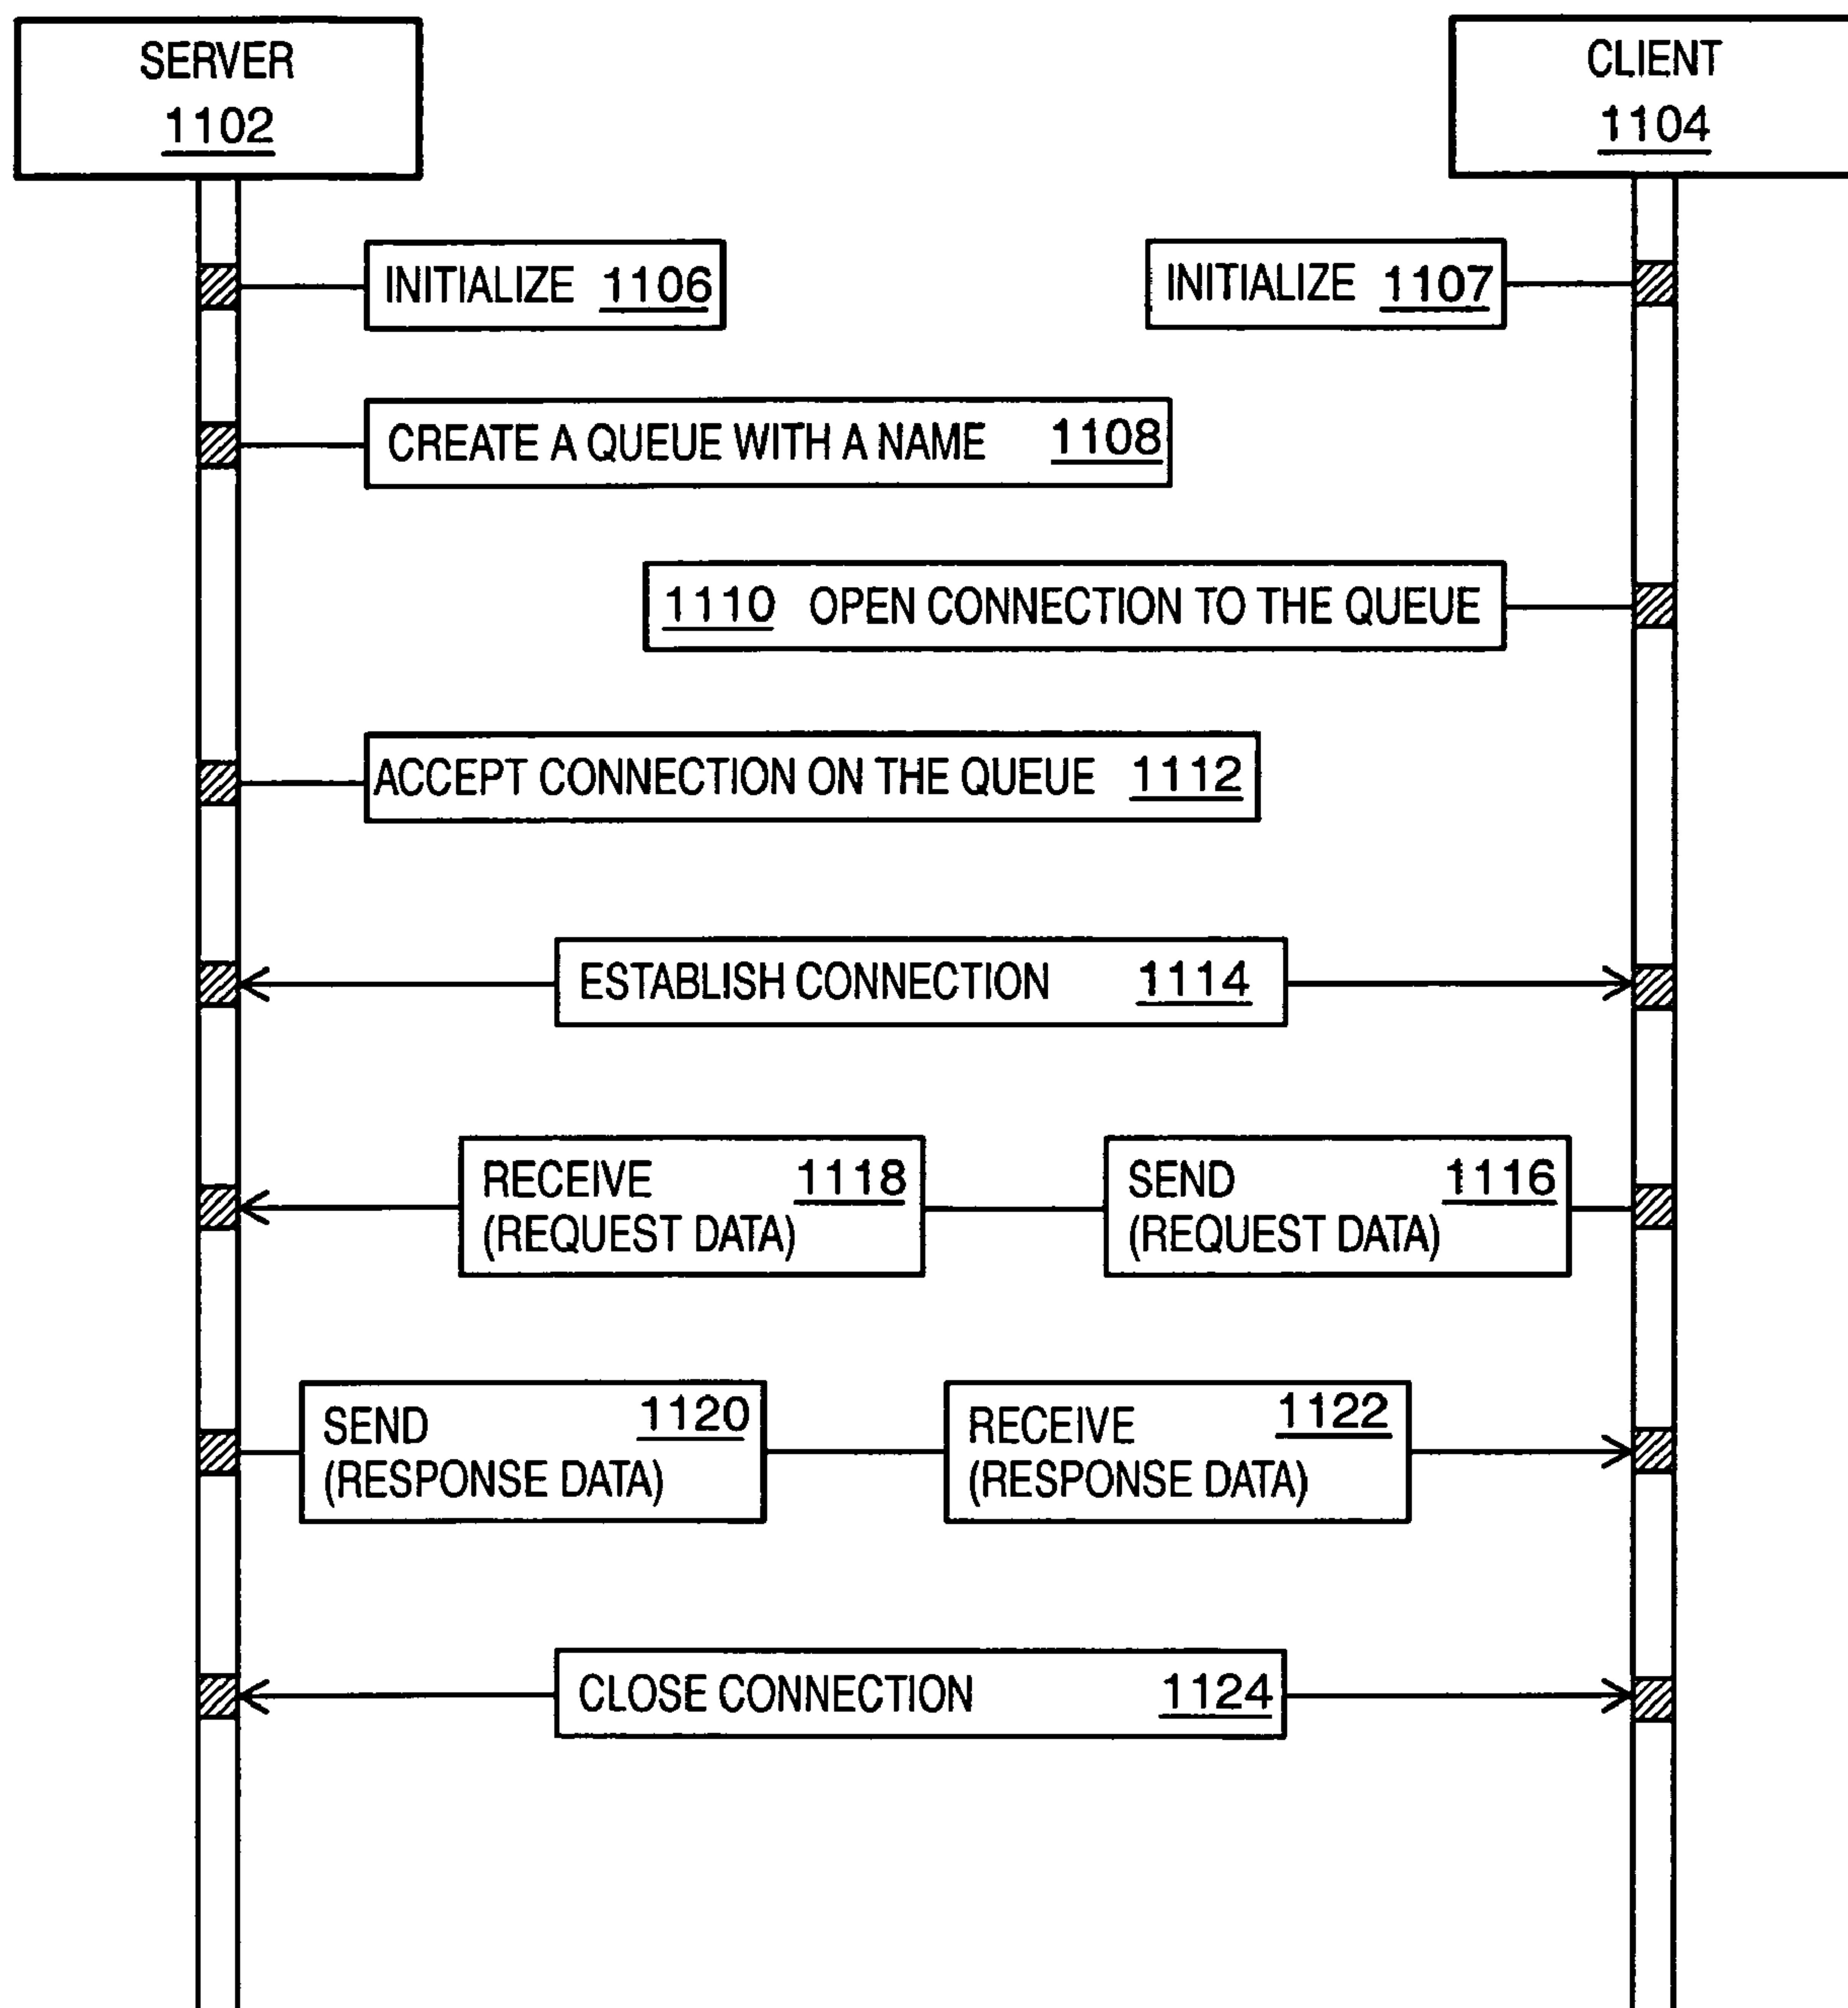 SERVER
1102
CLIENT
1104
INITIALIZE 1106
INITIALIZE 1107
CREATE A QUEUE WITH A NAME 1108
1110 OPEN CONNECTION TO THE QUEUE
ACCEPT CONNECTION ON THE QUEUE 1112
ESTABLISH CONNECTION 1114
RECEIVE 1118
(REQUEST DATA)
SEND 1116
(REQUEST DATA)
SEND 1120
(RESPONSE DATA)
RECEIVE 1122
(RESPONSE DATA)
CLOSE CONNECTION 1124